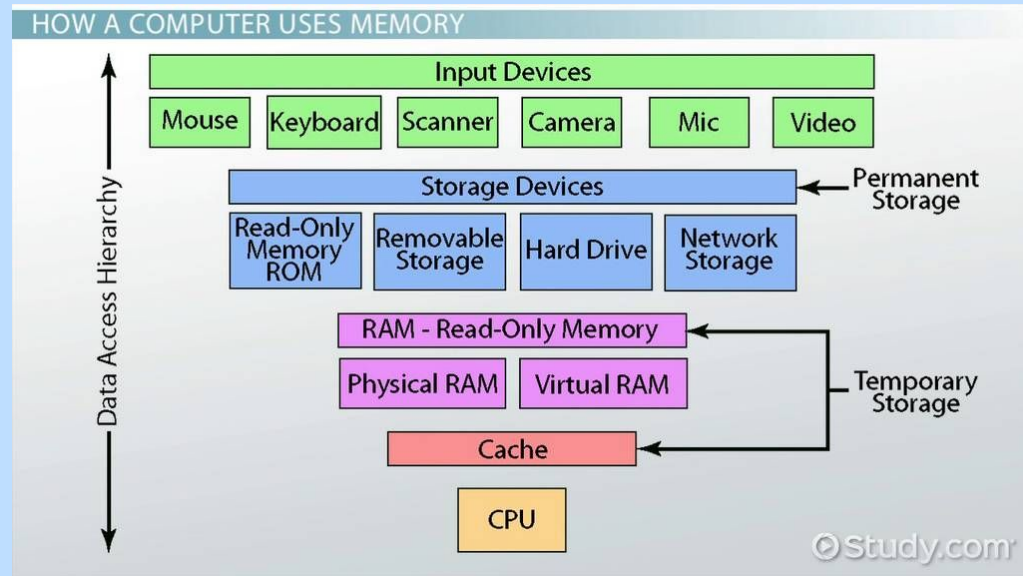 HOW A COMPUTER USES MEMORY
Data Access Hierarchy
Input Devices
Mouse
Keyboard
Scanner
Camera
Mic
Video
Storage Devices
Permanent
Storage
Read-Only
Memory
ROM
Removable
Storage
Hard Drive
Network
Storage
RAM - Read-Only Memory
Physical RAM
Virtual RAM
Temporary
Storage
Cache
CPU
Study.com